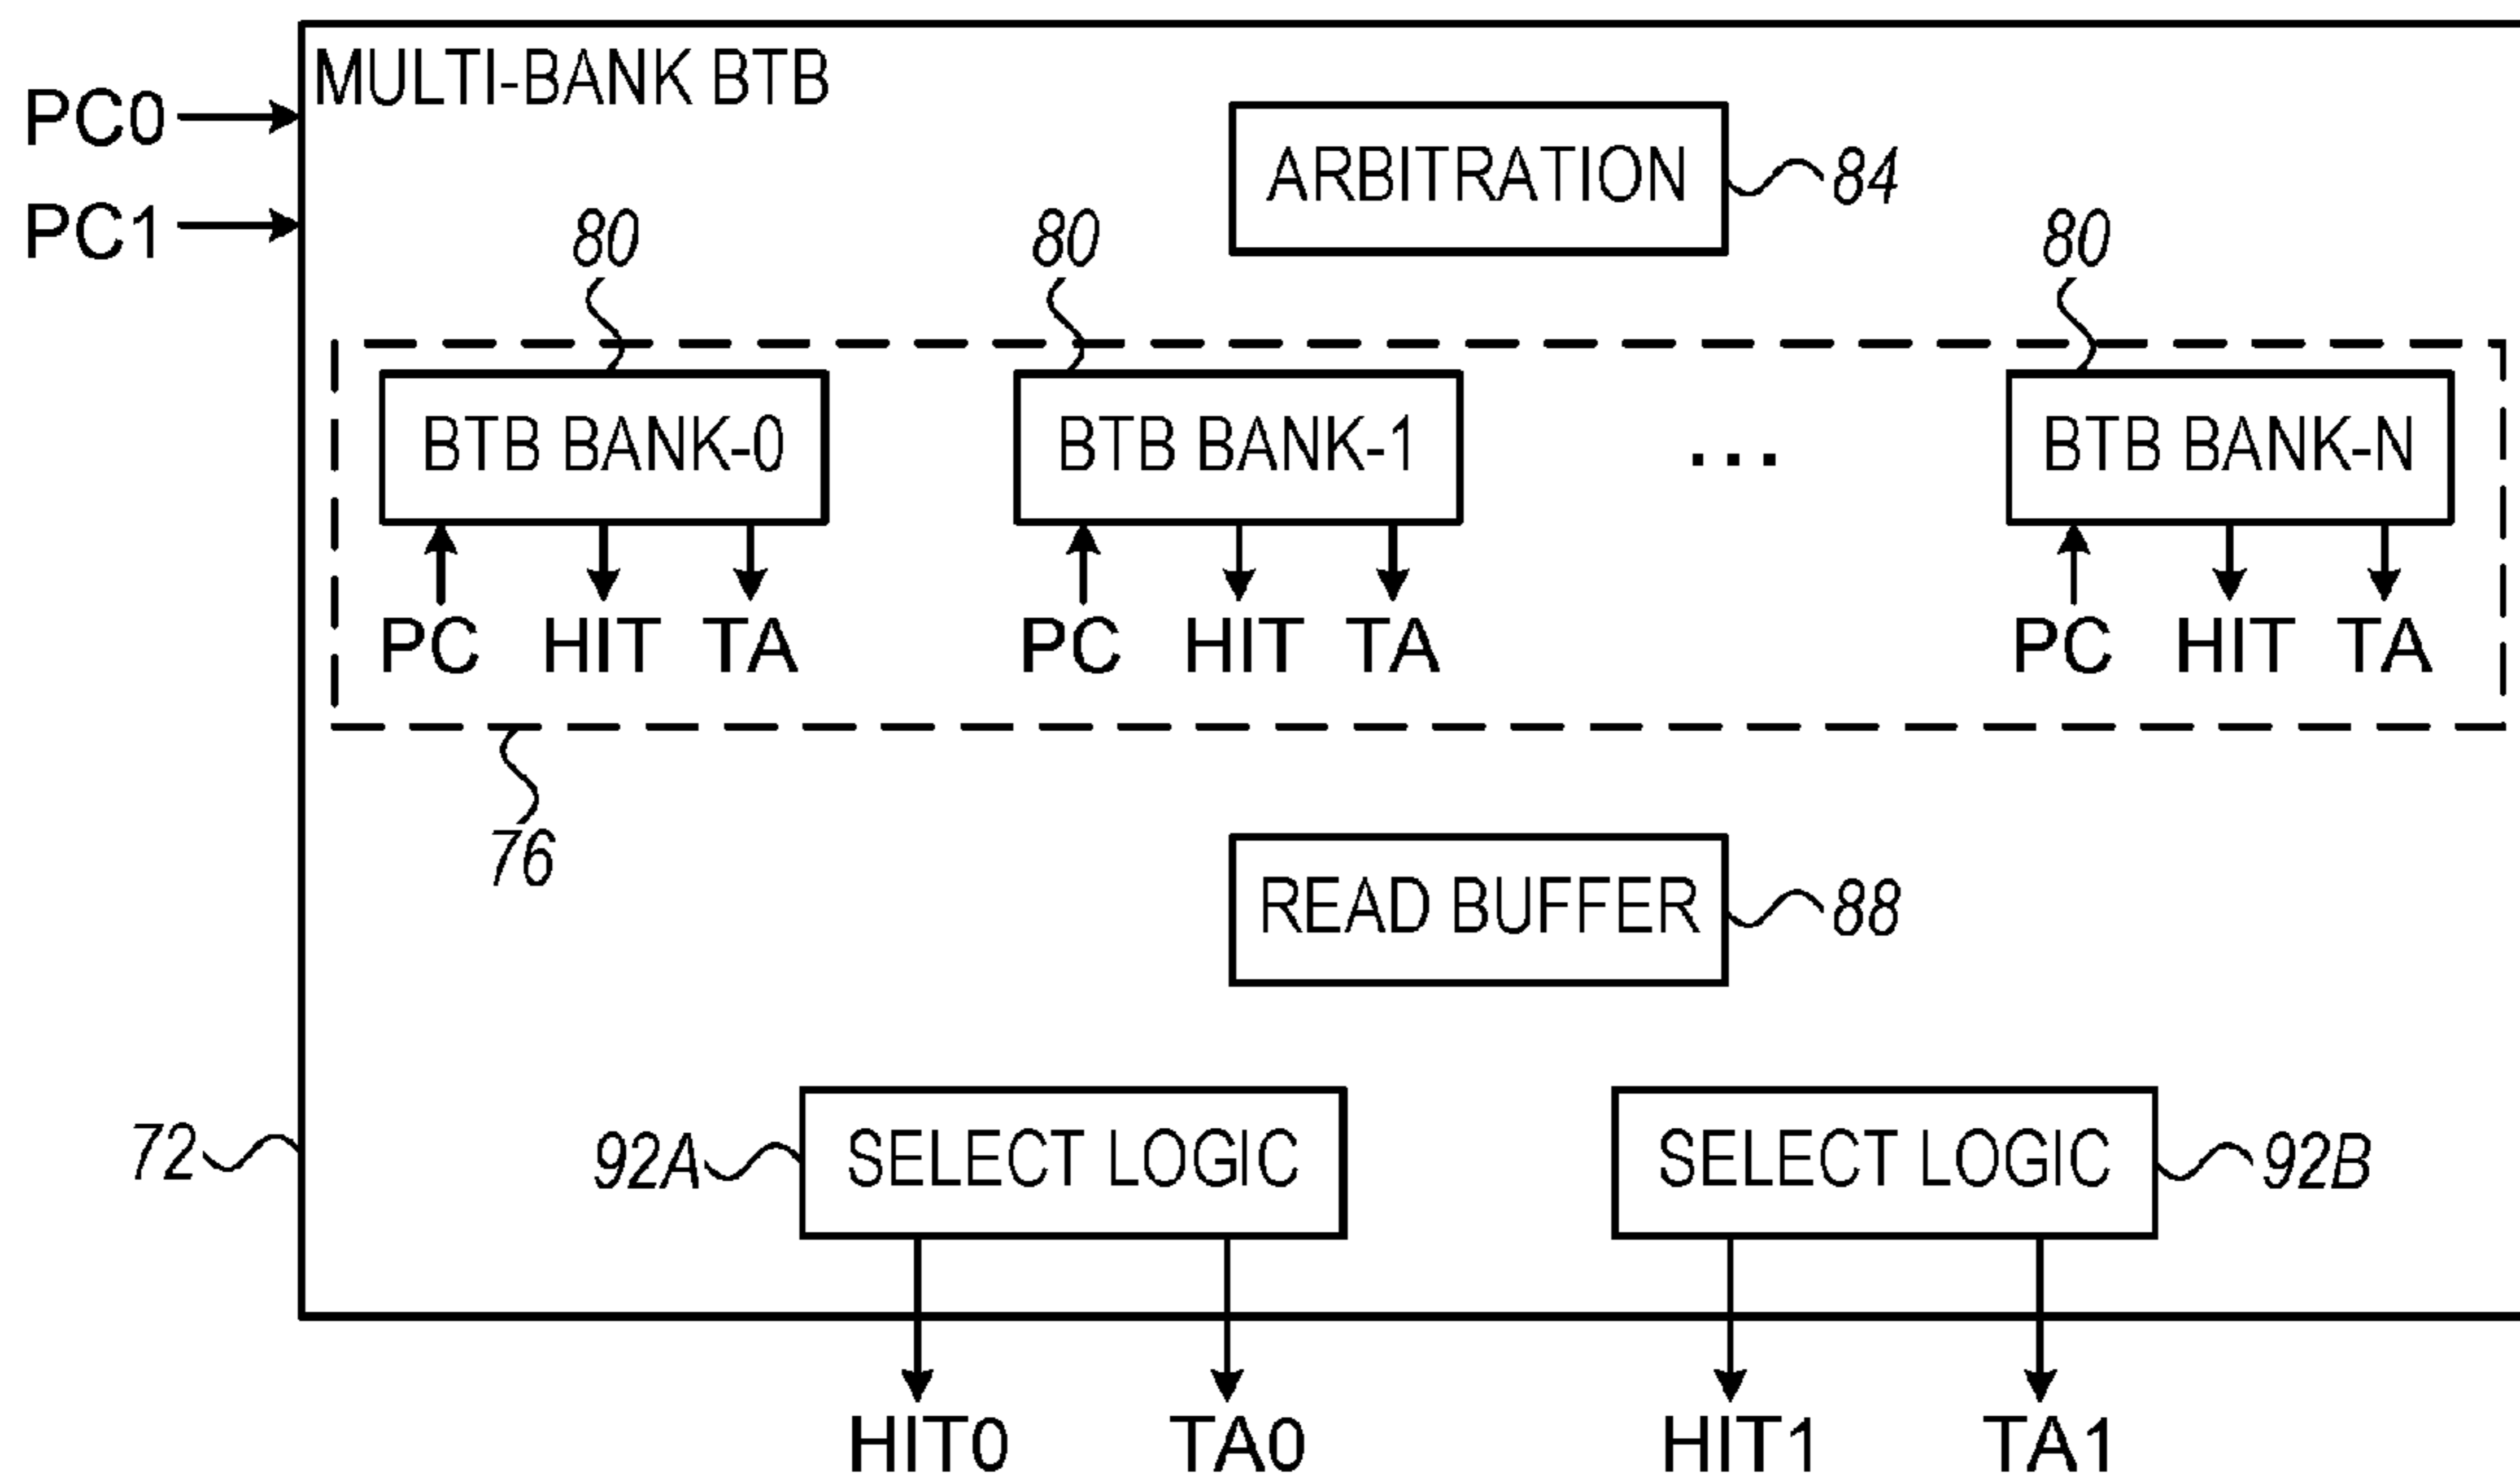 MULTI-BANK BTB
PC0
PC1
ARBITRATION
84
80
80
80
BTB BANK-0
BTB BANK-1
...
BTB BANK-N
PC HIT TA
PC HIT TA
PC HIT TA
76
READ BUFFER
88
72
92A
SELECT LOGIC
SELECT LOGIC
92B
HIT0
TA0
HIT1
TA1